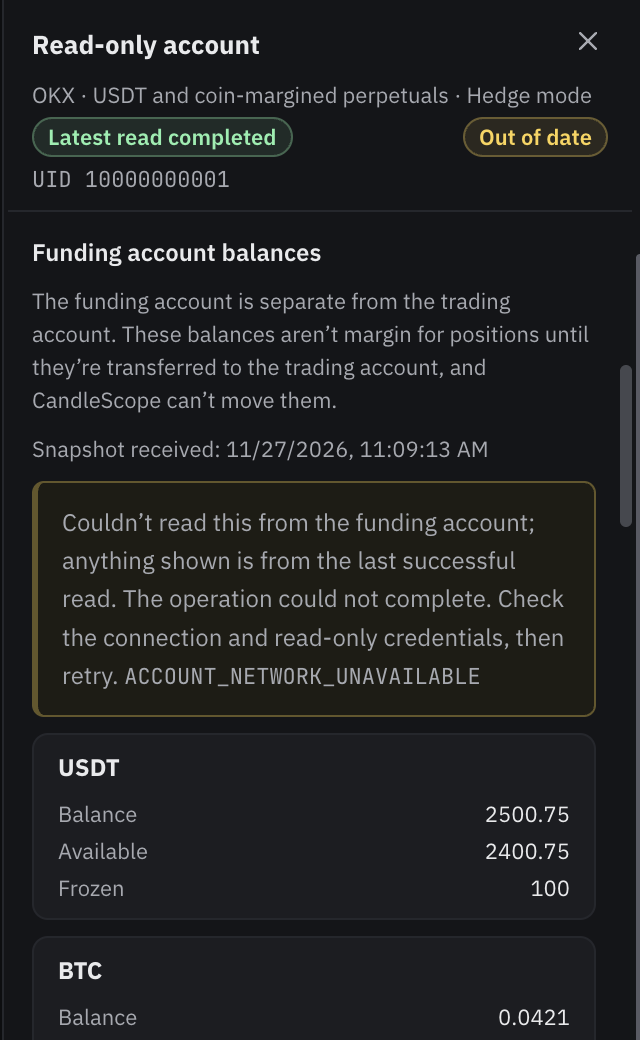 Read-only account
OKX · USDT and coin-margined perpetuals · Hedge mode
Latest read completed
Out of date
UID 10000000001
Funding account balances
The funding account is separate from the trading
account. These balances aren’t margin for positions until
they’re transferred to the trading account, and
CandleScope can’t move them.
Snapshot received: 11/27/2026, 11:09:13 AM
Couldn’t read this from the funding account;
anything shown is from the last successful
read. The operation could not complete. Check
the connection and read-only credentials, then
retry. ACCOUNT_NETWORK_UNAVAILABLE
USDT
Balance 2500.75
Available 2400.75
Frozen 100
BTC
Balance 0.0421